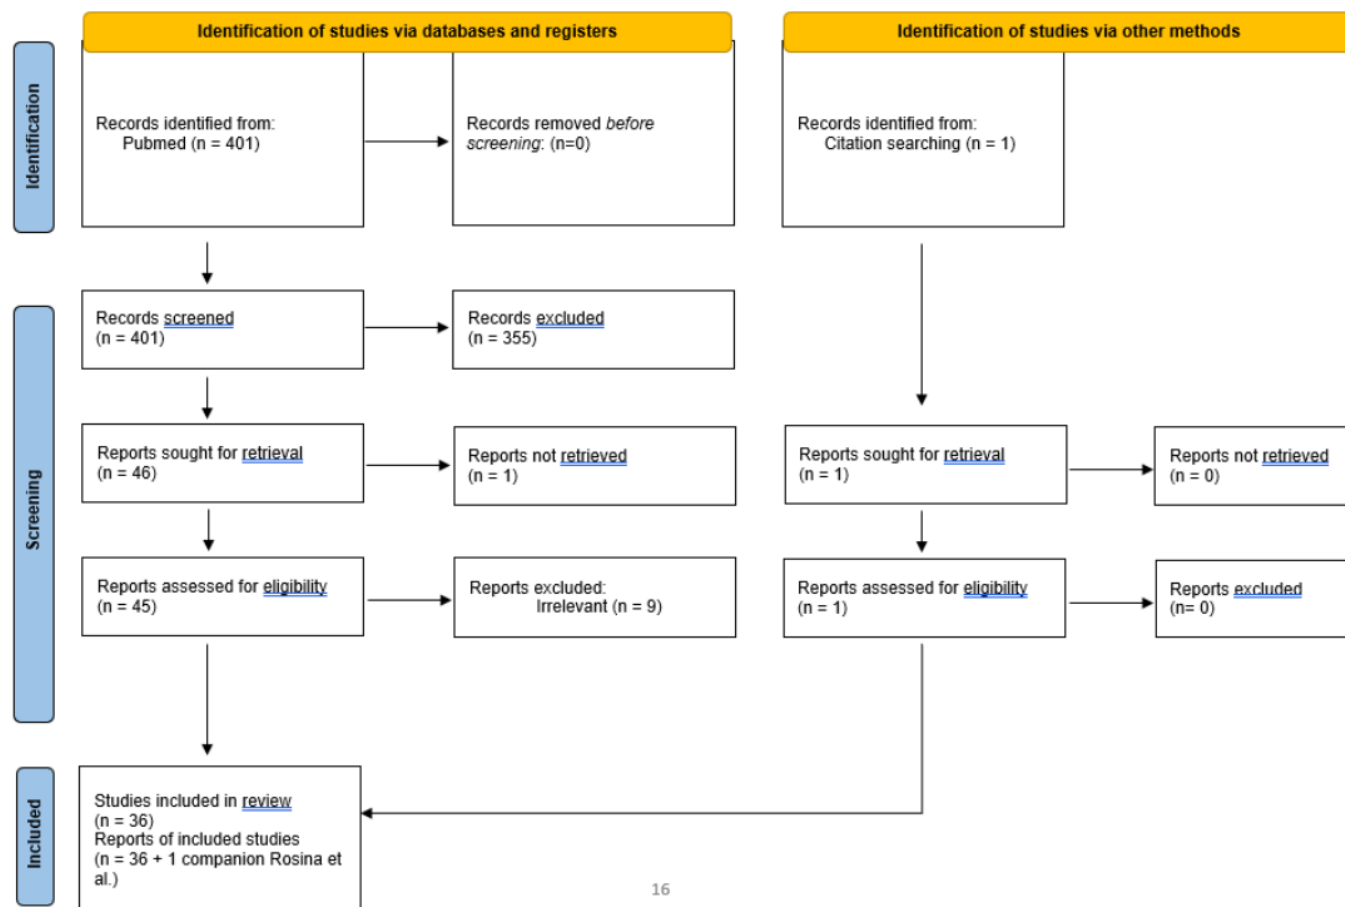 Identification of studies via databases and registers
Identification of studies via other methods
Identification
Records identified from:
Pubmed (n = 401)
Records removed before
screening: (n=0)
Records identified from:
Citation searching (n = 1)
Screening
Records screened
(n = 401)
Records excluded
(n = 355)
Reports sought for retrieval
(n = 46)
Reports not retrieved
(n = 1)
Reports sought for retrieval
(n = 1)
Reports not retrieved
(n = 0)
Reports assessed for eligibility
(n = 45)
Reports excluded:
Irrelevant (n = 9)
Reports assessed for eligibility
(n = 1)
Reports excluded
(n= 0)
Included
Studies included in review
(n = 36)
Reports of included studies
(n = 36 + 1 companion Rosina et
al.)
16